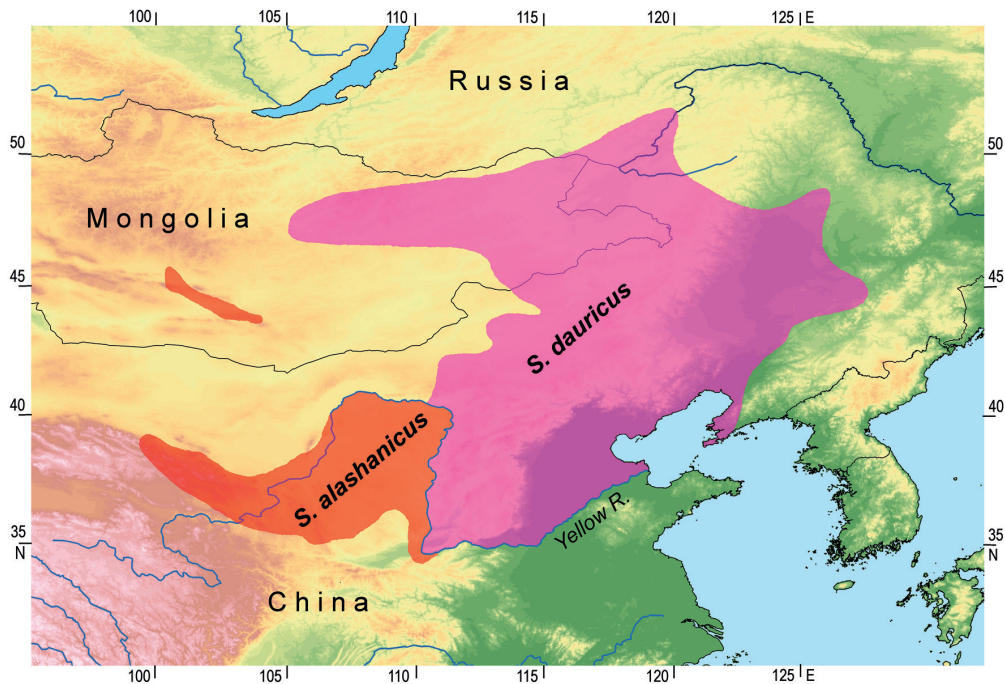 100 105 110 115 120 125 E
Russia
50 50
Mongolia
45 45
S. dauricus
40 40
S. alashanicus
Yellow R.
35 35
N N
China
100 105 110 115 120 125 E